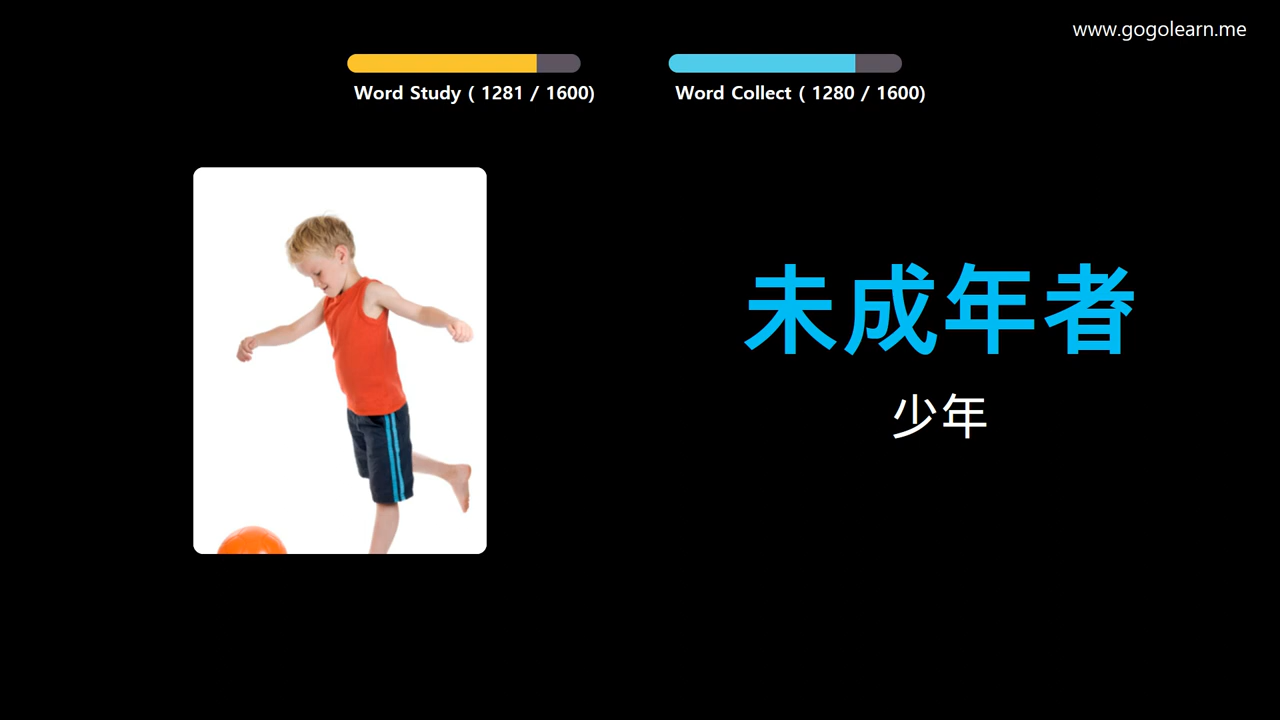 www.gogolearn.me
Word Study ( 1281 / 1600)
Word Collect ( 1280 / 1600)
未成年者
少年